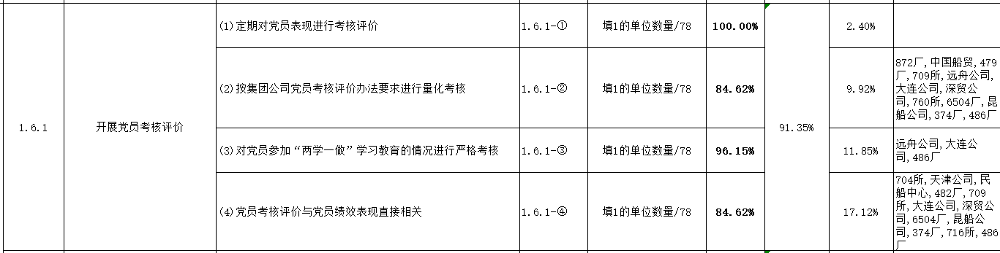 1.6.1
开展党员考核评价
(1)定期对党员表现进行考核评价
1.6.1-①
填1的单位数量/78
100.00%
91.35%
2.40%
(2)按集团公司党员考核评价办法要求进行量化考核
1.6.1-②
填1的单位数量/78
84.62%
9.92%
872厂,中国船贸,479
厂,709所,远舟公司,
大连公司,深贸公
司,760所,6504厂,昆
船公司,374厂,486厂
(3)对党员参加“两学一做”学习教育的情况进行严格考核
1.6.1-③
填1的单位数量/78
96.15%
11.85%
远舟公司,大连公
司,486厂
(4)党员考核评价与党员绩效表现直接相关
1.6.1-④
填1的单位数量/78
84.62%
17.12%
704所,天津公司,民
船中心,482厂,709
所,大连公司,深贸公
司,6504厂,昆船公
司,374厂,716所,486
厂